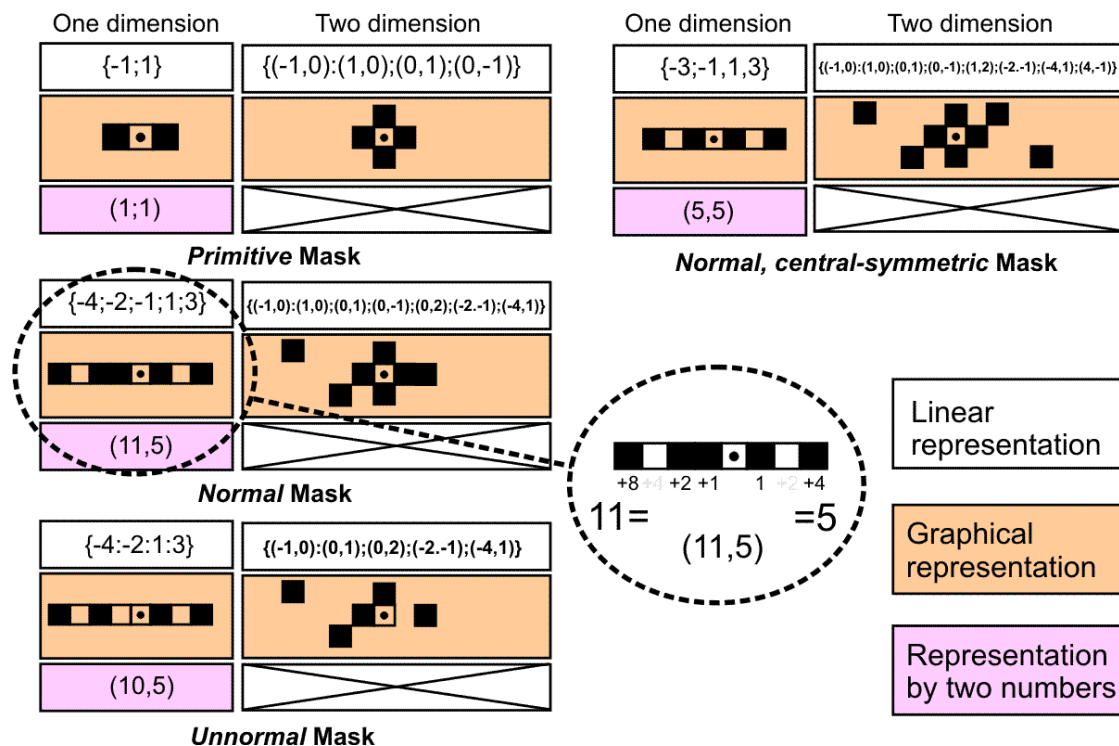 One dimension
Two dimension
{-1;1}
{(-1,0):(1,0);(0,1);(0,-1)}
(1;1)
Primitive Mask
One dimension
Two dimension
{-3;-1,1,3}
{(-1,0):(1,0);(0,1);(0,-1);(1,2);(-2.-1);(-4,1);(4,-1)}
(5,5)
Normal, central-symmetric Mask
{-4;-2;-1;1;3}
{(-1,0):(1,0);(0,1);(0,-1);(0,2);(-2.-1);(-4,1)}
(11,5)
Normal Mask
{-4:-2:1:3}
{(-1,0):(0,1);(0,2);(-2.-1);(-4,1)}
(10,5)
Unnormal Mask
+8 +4 +2 +1 1 +2 +4
11= =5
(11,5)
Linear
representation
Graphical
representation
Representation
by two numbers